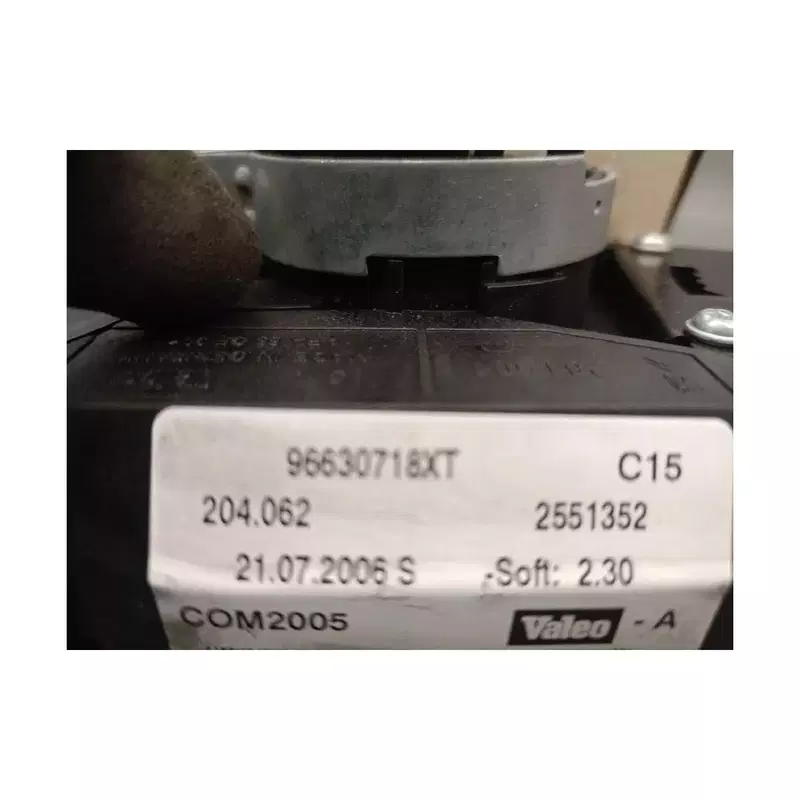 96630718XT C15
204.062 2551352
21.07.2006 S -Soft: 2.30
COM2005 Valeo - A